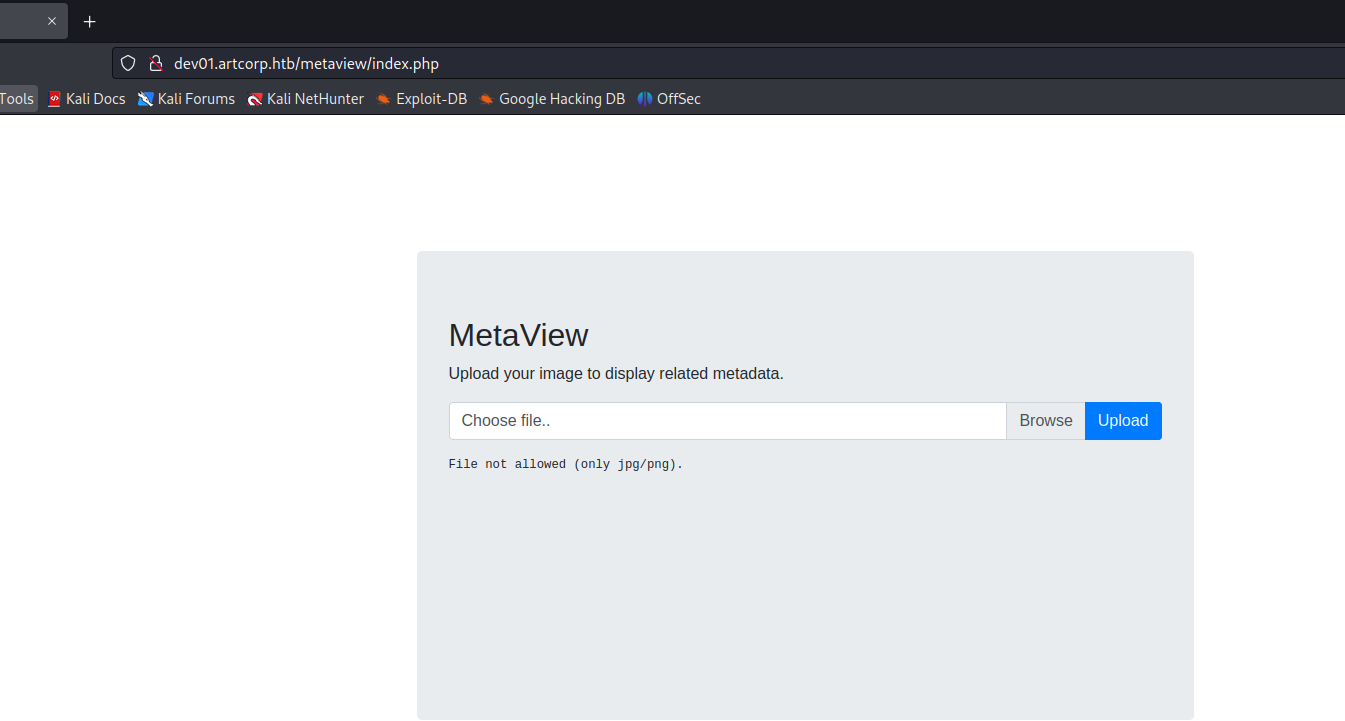 dev01.artcorp.htb/metaview/index.php
Tools Kali Docs Kali Forums Kali NetHunter Exploit-DB Google Hacking DB OffSec
MetaView
Upload your image to display related metadata.
Choose file.. Browse Upload
File not allowed (only jpg/png).